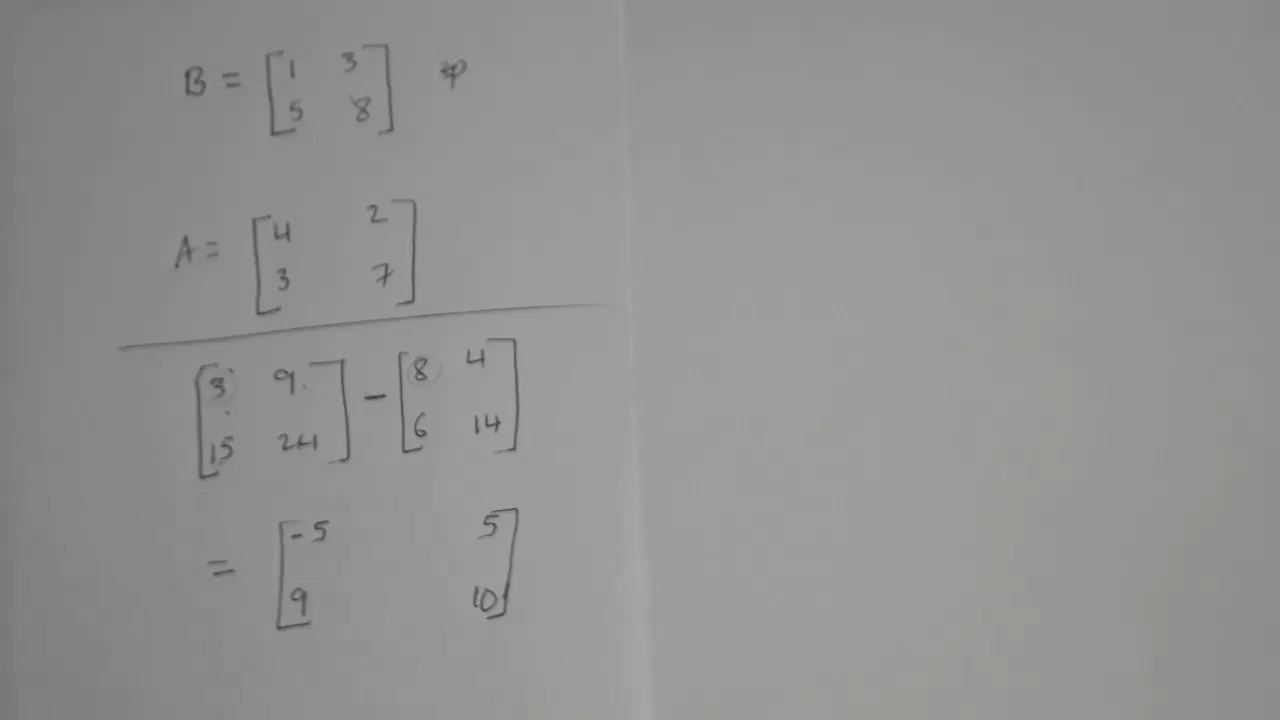 B = [1 3
5 8]
A = [4 2
3 7]
[3 9 ] - [8 4
15 24] 6 14]
= [-5 5
9 10]